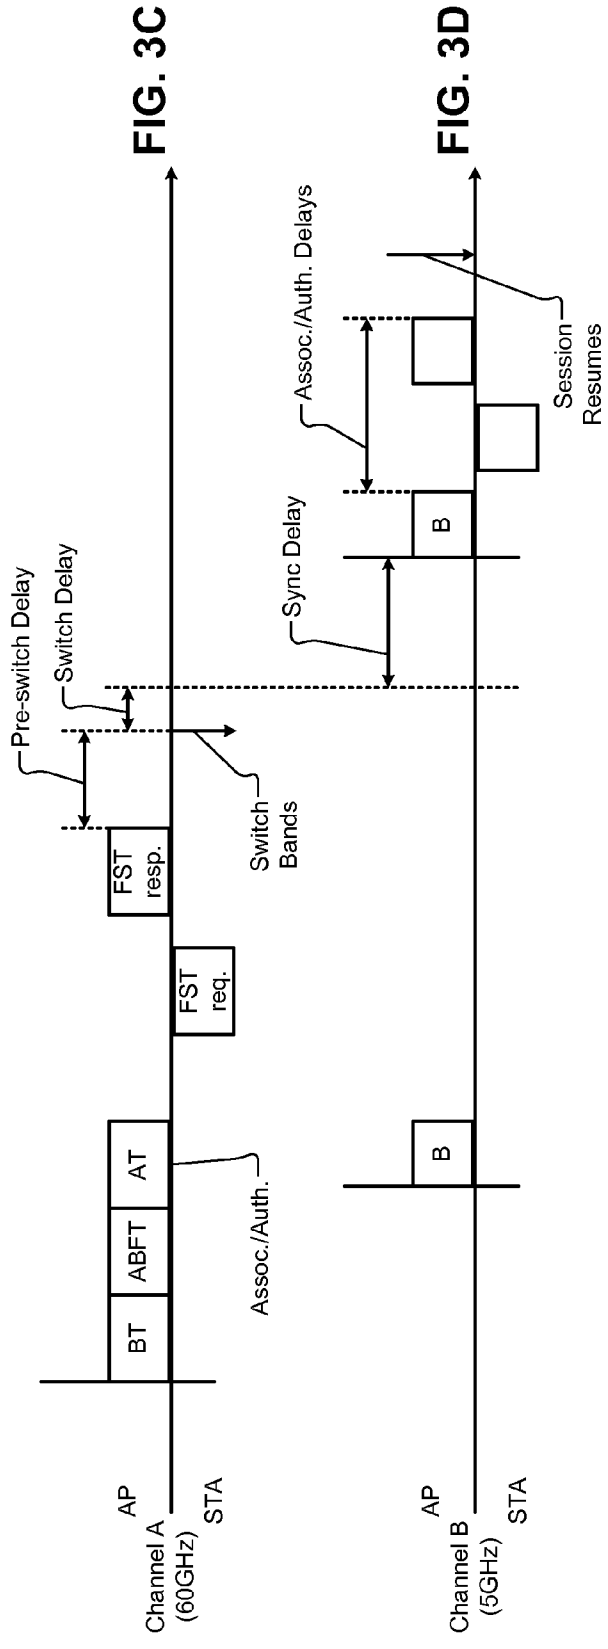 FIG. 3C
Pre-switch Delay
Switch Delay
AP
Channel A
(60GHz)
STA
BT
ABFT
AT
Assoc./Auth.
FST
req.
FST
resp.
Switch
Bands
FIG. 3D
Sync Delay
Assoc./Auth. Delays
AP
Channel B
(5GHz)
STA
B
B
Session
Resumes